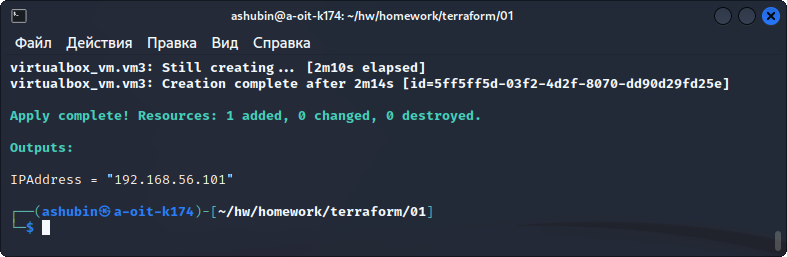 ashubin@a-oit-k174: ~/hw/homework/terraform/01
Файл Действия Правка Вид Справка
virtualbox_vm.vm3: Still creating... [2m10s elapsed]
virtualbox_vm.vm3: Creation complete after 2m14s [id=5ff5ff5d-03f2-4d2f-8070-dd90d29fd25e]
Apply complete! Resources: 1 added, 0 changed, 0 destroyed.
Outputs:
IPAddress = "192.168.56.101"
┌──(ashubin㉿a-oit-k174)-[~/hw/homework/terraform/01]
└─$